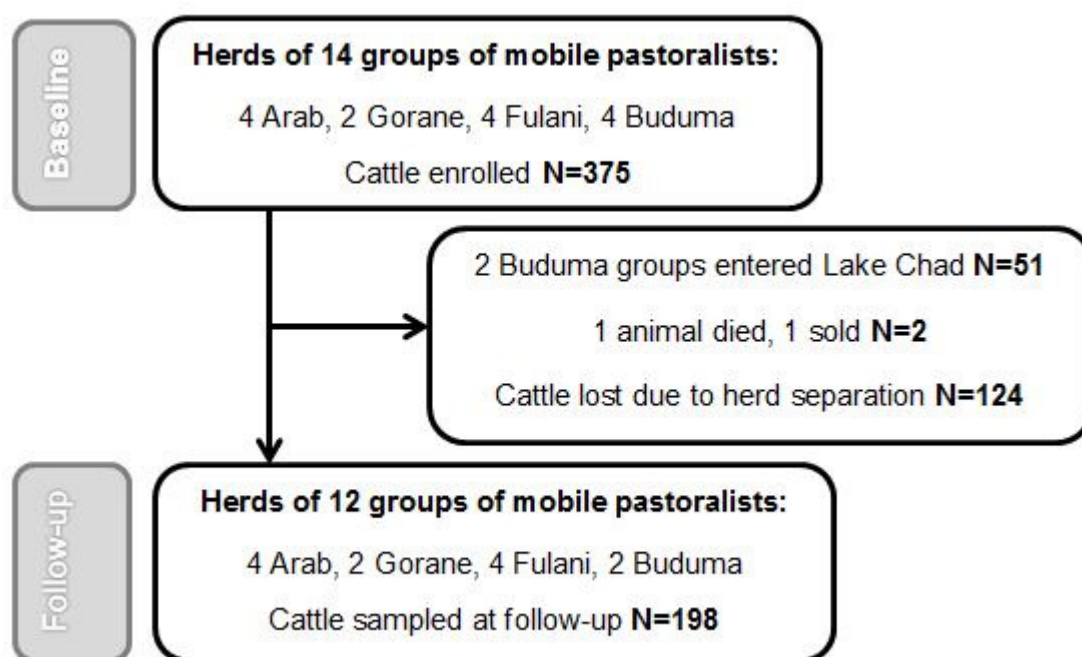 Baseline
Herds of 14 groups of mobile pastoralists:
4 Arab, 2 Gorane, 4 Fulani, 4 Buduma
Cattle enrolled N=375
2 Buduma groups entered Lake Chad N=51
1 animal died, 1 sold N=2
Cattle lost due to herd separation N=124
Follow-up
Herds of 12 groups of mobile pastoralists:
4 Arab, 2 Gorane, 4 Fulani, 2 Buduma
Cattle sampled at follow-up N=198